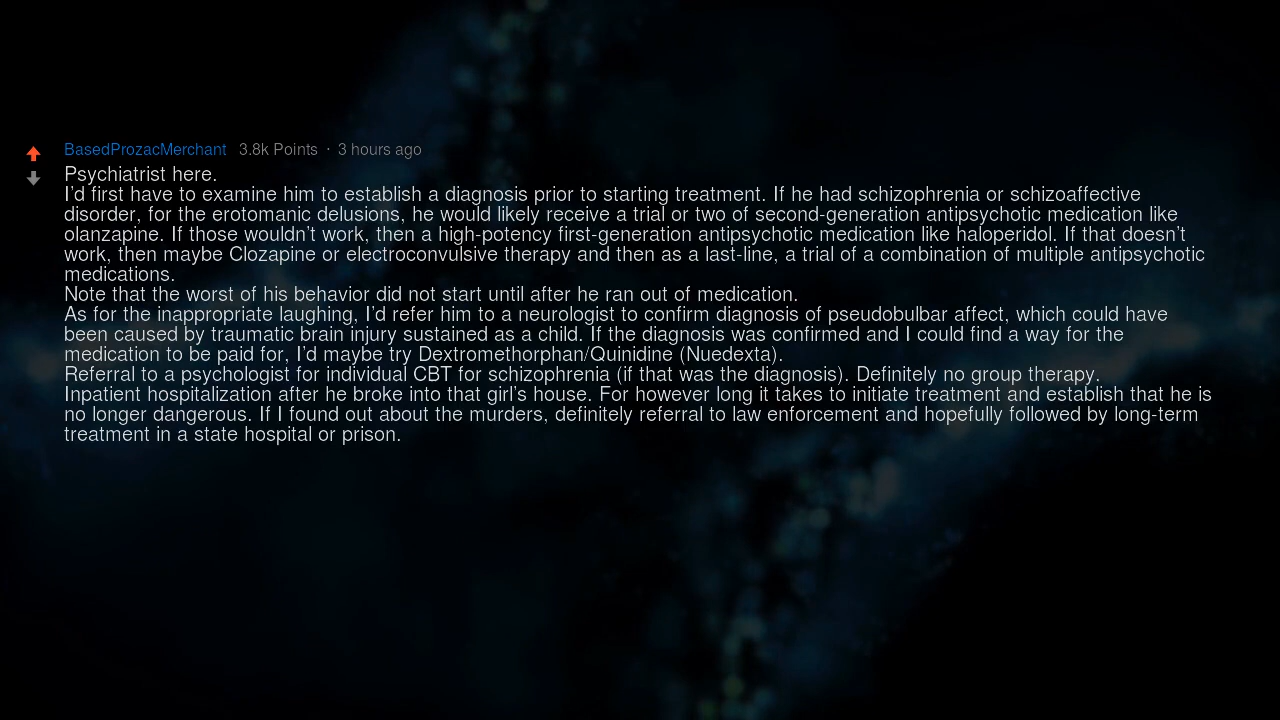 BasedProzacMerchant 3.8k Points · 3 hours ago
Psychiatrist here.
I'd first have to examine him to establish a diagnosis prior to starting treatment. If he had schizophrenia or schizoaffective
disorder, for the erotomanic delusions, he would likely receive a trial or two of second-generation antipsychotic medication like
olanzapine. If those wouldn't work, then a high-potency first-generation antipsychotic medication like haloperidol. If that doesn't
work, then maybe Clozapine or electroconvulsive therapy and then as a last-line, a trial of a combination of multiple antipsychotic
medications.
Note that the worst of his behavior did not start until after he ran out of medication.
As for the inappropriate laughing, I'd refer him to a neurologist to confirm diagnosis of pseudobulbar affect, which could have
been caused by traumatic brain injury sustained as a child. If the diagnosis was confirmed and I could find a way for the
medication to be paid for, I'd maybe try Dextromethorphan/Quinidine (Nuedexta).
Referral to a psychologist for individual CBT for schizophrenia (if that was the diagnosis). Definitely no group therapy.
Inpatient hospitalization after he broke into that girl's house. For however long it takes to initiate treatment and establish that he is
no longer dangerous. If I found out about the murders, definitely referral to law enforcement and hopefully followed by long-term
treatment in a state hospital or prison.